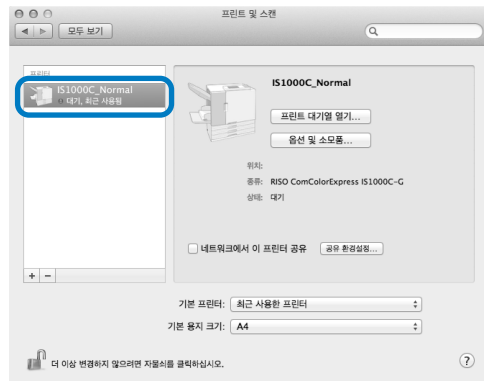 프린트 및 스캔
모두 보기
프린터
IS1000C_Normal
대기, 최근 사용됨
IS1000C_Normal
프린트 대기열 열기...
옵션 및 소모품...
위치:
종류: RISO ComColorExpress IS1000C-G
상태: 대기
네트워크에서 이 프린터 공유 공유 환경설정...
+ −
기본 프린터: 최근 사용한 프린터
기본 용지 크기: A4
더 이상 변경하지 않으려면 자물쇠를 클릭하십시오.
?